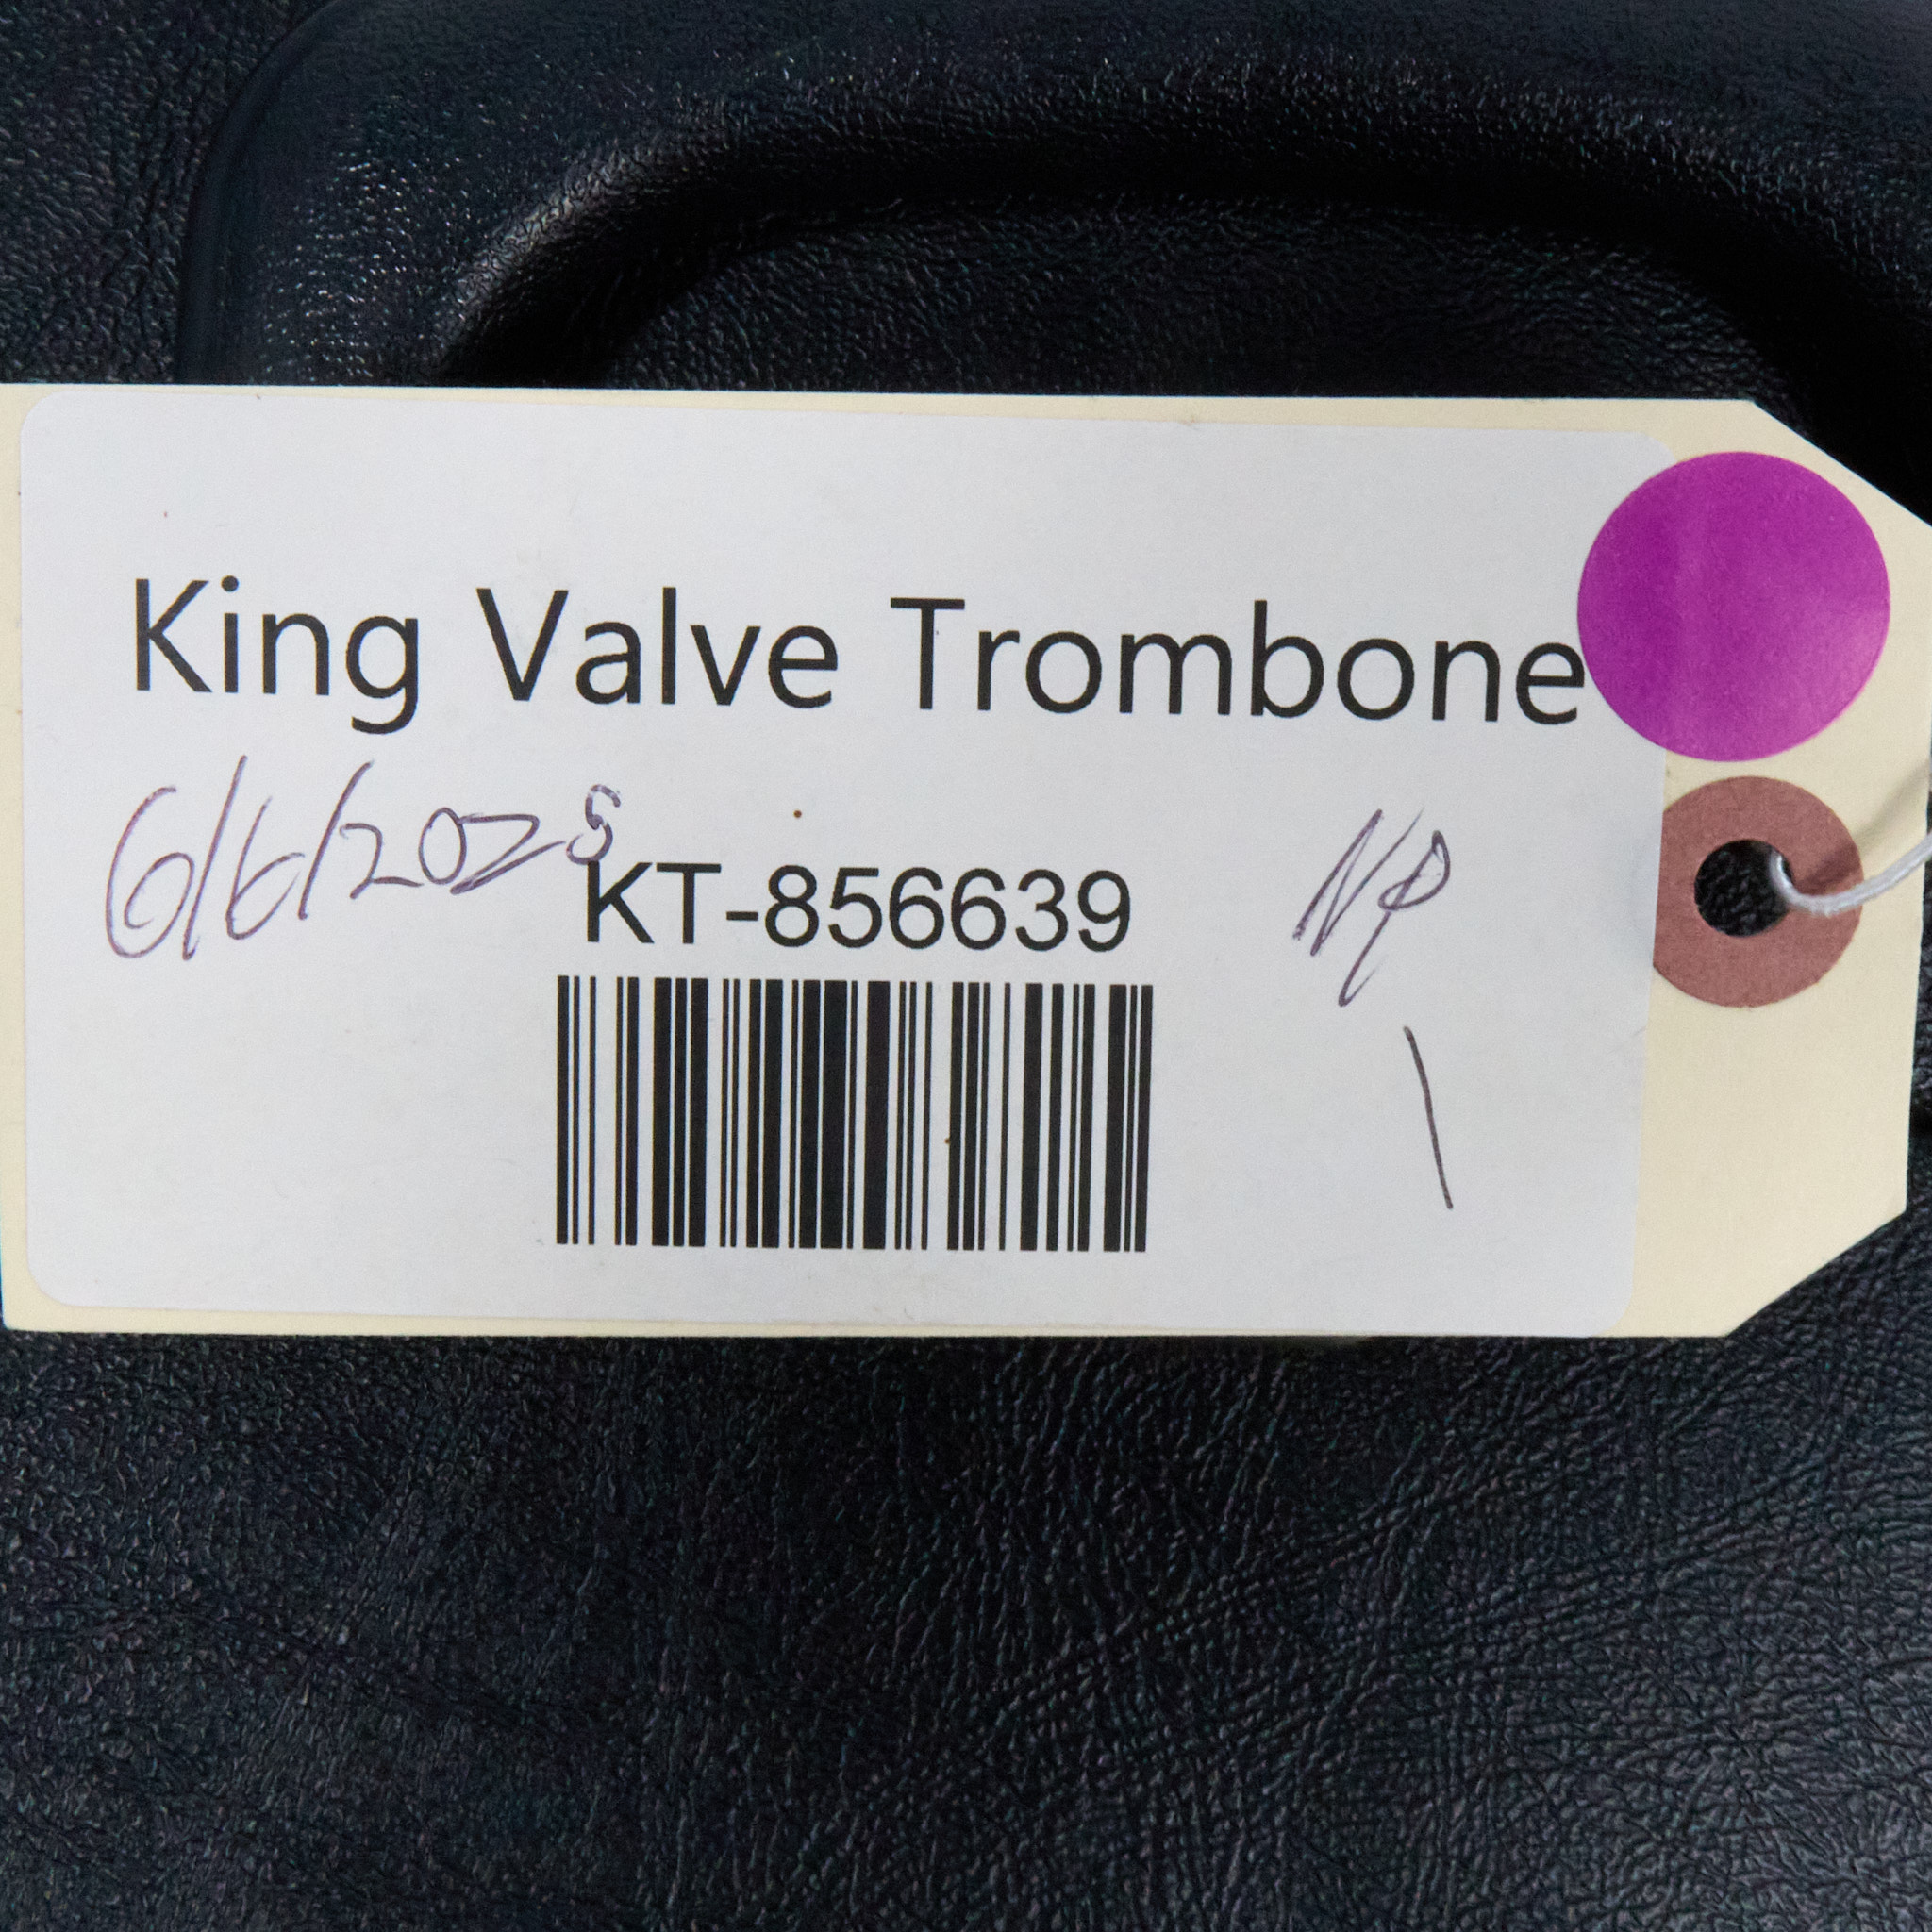 King Valve Trombone
6/6/2025
KT-856639
NP
1